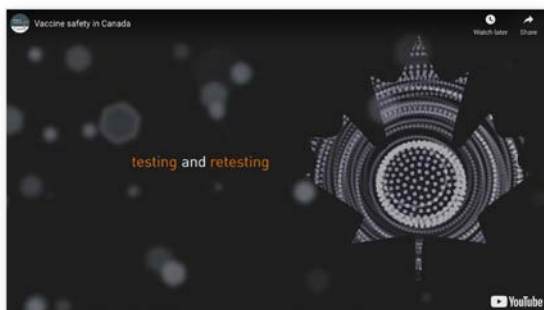 Vaccine safety in Canada
Watch later
Share
testing and retesting
YouTube